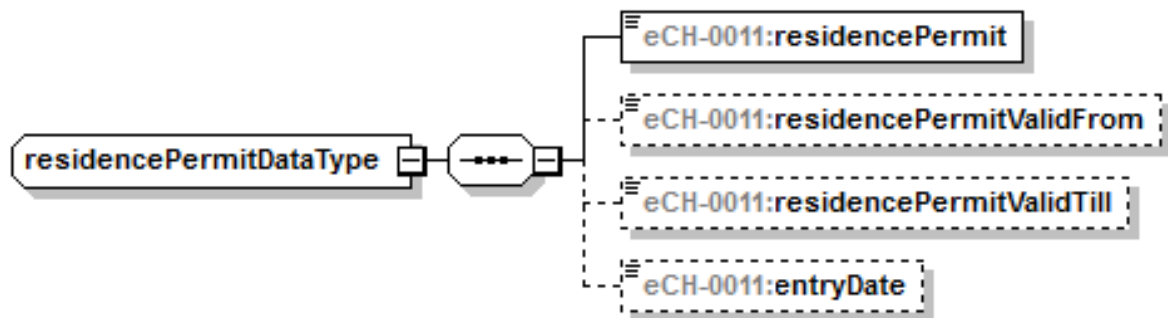 eCH-0011:residencePermit
eCH-0011:residencePermitValidFrom
residencePermitDataType
eCH-0011:residencePermitValidTill
eCH-0011:entryDate